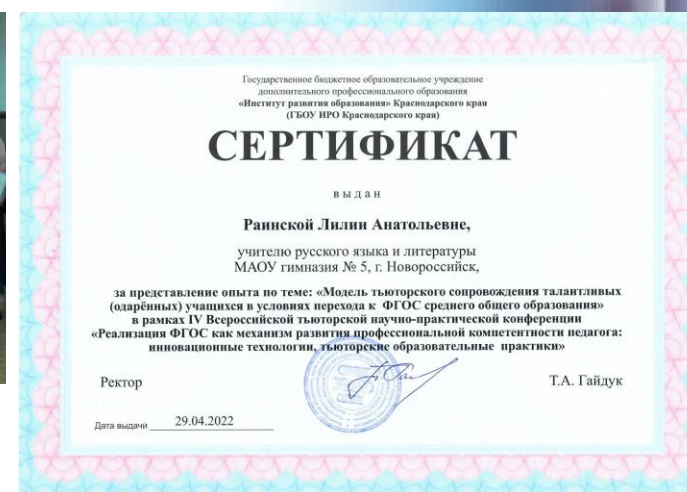 Государственное бюджетное образовательное учреждение
дополнительного профессионального образования
«Институт развития образования» Краснодарского края
(ГБОУ ИРО Краснодарского края)
СЕРТИФИКАТ
выдан
Раинской Лилии Анатольевне,
учителю русского языка и литературы
МАОУ гимназия № 5, г. Новороссийск,
за представление опыта по теме: «Модель тьюторского сопровождения талантливых
(одарённых) учащихся в условиях перехода к ФГОС среднего общего образования»
в рамках IV Всероссийской тьюторской научно-практической конференции
«Реализация ФГОС как механизм развития профессиональной компетентности педагога:
инновационные технологии, тьюторские образовательные практики»
Ректор
Т.А. Гайдук
Дата выдачи 29.04.2022